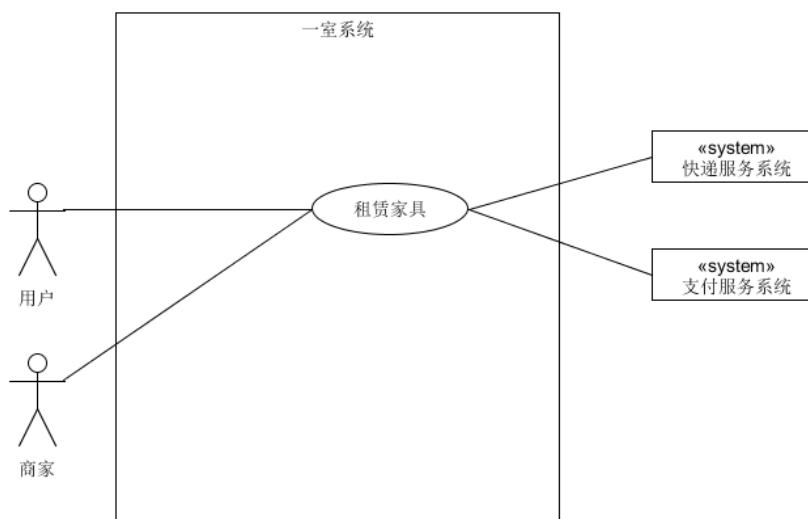 一室系统
«system»
快递服务系统
租赁家具
«system»
支付服务系统
用户
商家